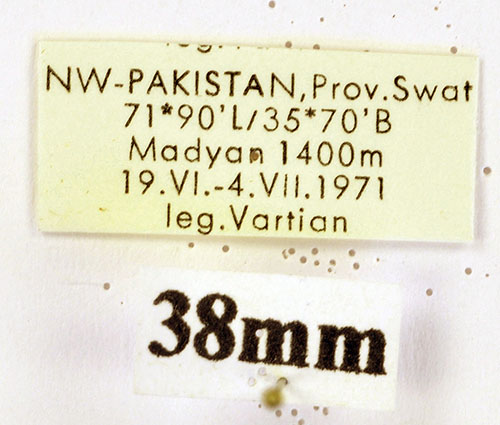 NW-PAKISTAN,Prov.Swat
71*90'L/35*70'B
Madyan 1400m
19.VI.-4.VII.1971
leg.Vartian
38mm